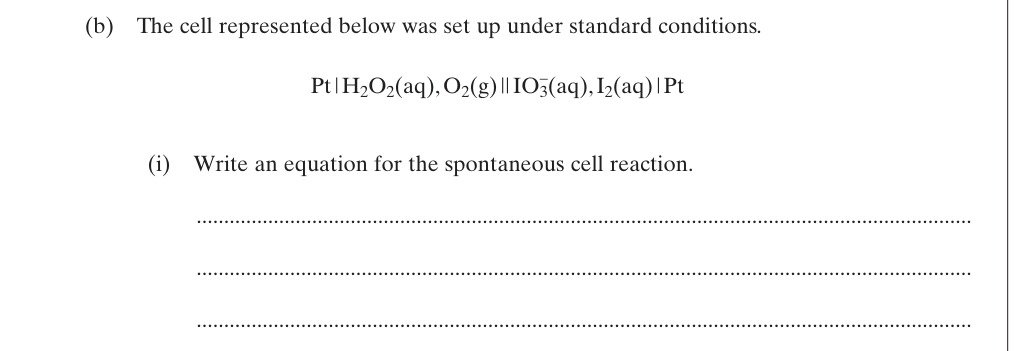 (b) The cell represented below was set up under standard conditions.
Pt|H₂O₂(aq),O₂(g)||IO₃⁻(aq),I₂(aq)|Pt
(i) Write an equation for the spontaneous cell reaction.